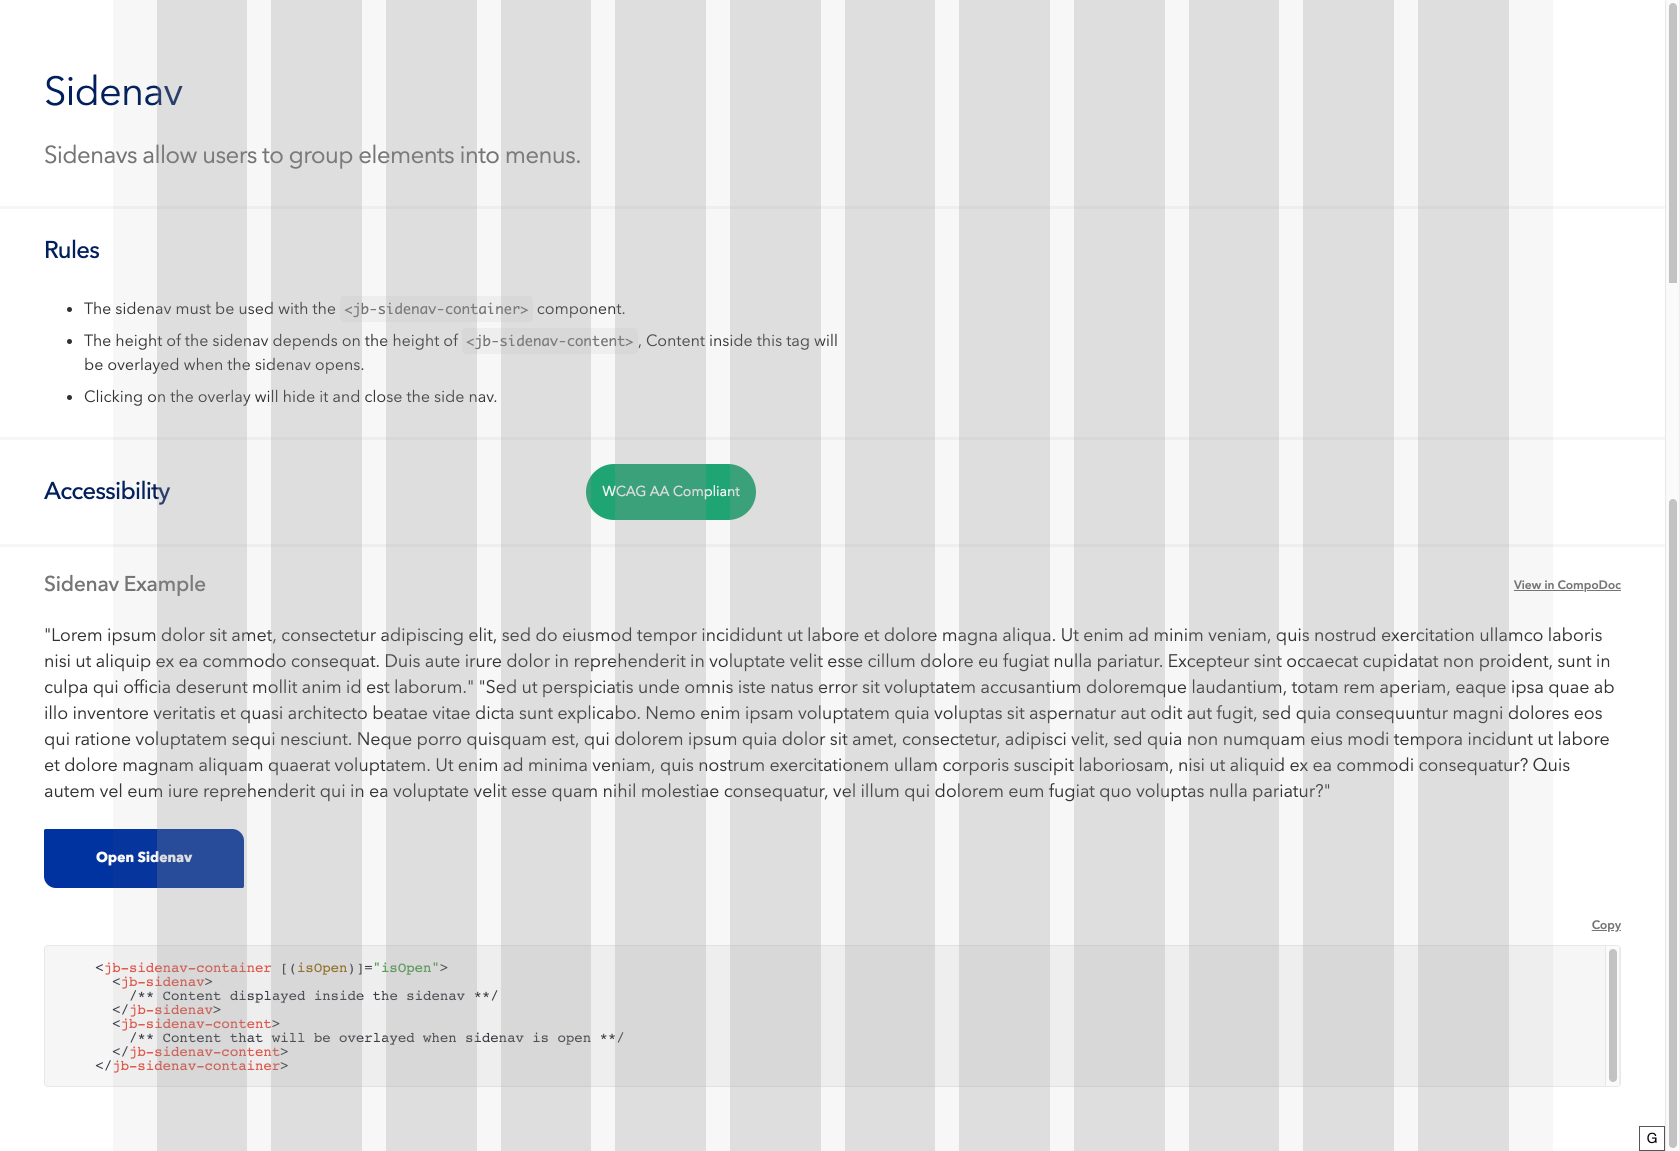 Sidenav
Sidenavs allow users to group elements into menus.
Rules
The sidenav must be used with the <jb-sidenav-container> component.
The height of the sidenav depends on the height of <jb-sidenav-content>, Content inside this tag will
be overlayed when the sidenav opens.
Clicking on the overlay will hide it and close the side nav.
Accessibility
WCAG AA Compliant
Sidenav Example
View in CompoDoc
"Lorem ipsum dolor sit amet, consectetur adipiscing elit, sed do eiusmod tempor incididunt ut labore et dolore magna aliqua. Ut enim ad minim veniam, quis nostrud exercitation ullamco laboris
nisi ut aliquip ex ea commodo consequat. Duis aute irure dolor in reprehenderit in voluptate velit esse cillum dolore eu fugiat nulla pariatur. Excepteur sint occaecat cupidatat non proident, sunt in
culpa qui officia deserunt mollit anim id est laborum." "Sed ut perspiciatis unde omnis iste natus error sit voluptatem accusantium doloremque laudantium, totam rem aperiam, eaque ipsa quae ab
illo inventore veritatis et quasi architecto beatae vitae dicta sunt explicabo. Nemo enim ipsam voluptatem quia voluptas sit aspernatur aut odit aut fugit, sed quia consequuntur magni dolores eos
qui ratione voluptatem sequi nesciunt. Neque porro quisquam est, qui dolorem ipsum quia dolor sit amet, consectetur, adipisci velit, sed quia non numquam eius modi tempora incidunt ut labore
et dolore magnam aliquam quaerat voluptatem. Ut enim ad minima veniam, quis nostrum exercitationem ullam corporis suscipit laboriosam, nisi ut aliquid ex ea commodi consequatur? Quis
autem vel eum iure reprehenderit qui in ea voluptate velit esse quam nihil molestiae consequatur, vel illum qui dolorem eum fugiat quo voluptas nulla pariatur?"
Open Sidenav
Copy
<jb-sidenav-container [(isOpen)]="isOpen">
<jb-sidenav>
/** Content displayed inside the sidenav **/
</jb-sidenav>
<jb-sidenav-content>
/** Content that will be overlayed when sidenav is open **/
</jb-sidenav-content>
</jb-sidenav-container>
G